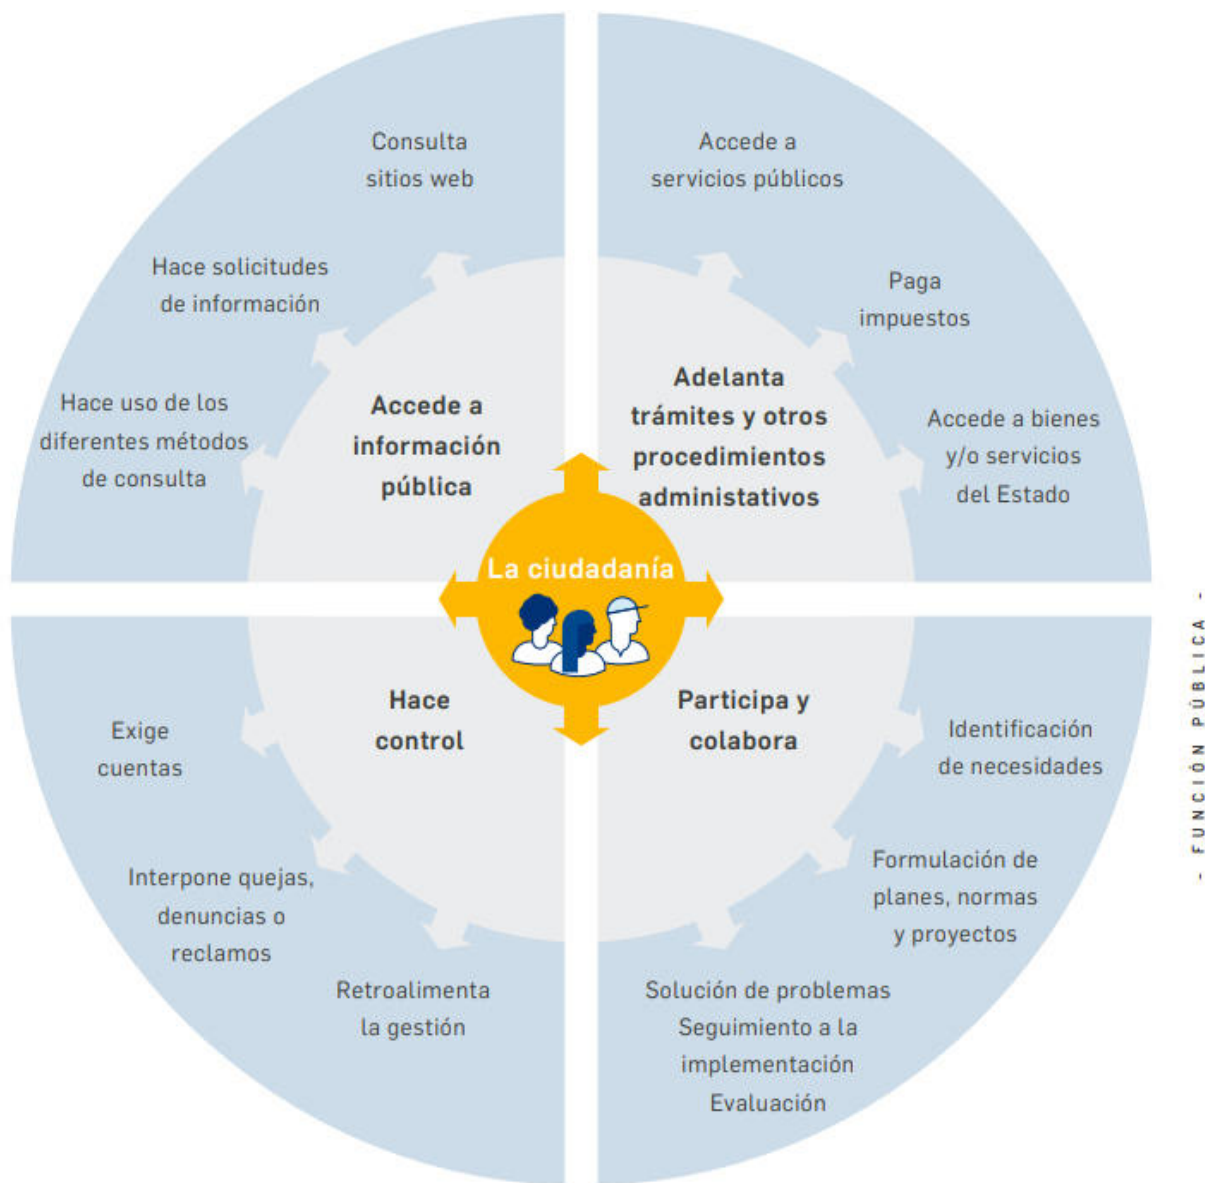 Consulta
sitios web
Hace solicitudes
de información
Hace uso de los
diferentes métodos
de consulta
Accede a
información
pública
Accede a
servicios públicos
Paga
impuestos
Accede a bienes
y/o servicios
del Estado
Adelanta
trámites y otros
procedimientos
administativos
La ciudadanía
Hace
control
Exige
cuentas
Interpone quejas,
denuncias o
reclamos
Retroalimenta
la gestión
Participa y
colabora
Identificación
de necesidades
Formulación de
planes, normas
y proyectos
Solución de problemas
Seguimiento a la
implementación
Evaluación
- FUNCIÓN PÚBLICA -